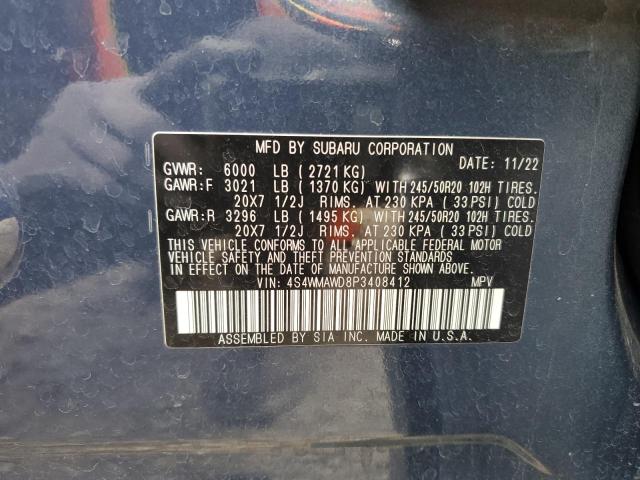 MFD BY SUBARU CORPORATION
GVWR: 6000 LB ( 2721 KG) DATE: 11/22
GAWR:F 3021 LB ( 1370 KG) WITH 245/50R20 102H TIRES.
20X7 1/2J RIMS. AT 230 KPA ( 33 PSI) COLD
GAWR:R 3296 LB ( 1495 KG) WITH 245/50R20 102H TIRES.
20X7 1/2J RIMS. AT 230 KPA ( 33 PSI) COLD
THIS VEHICLE CONFORMS TO ALL APPLICABLE FEDERAL MOTOR
VEHICLE SAFETY AND THEFT PREVENTION STANDARDS
IN EFFECT ON THE DATE OF MANUFACTURE SHOWN ABOVE.
VIN: 4S4WMAWD8P3408412 MPV
ASSEMBLED BY SIA INC. MADE IN U.S.A.